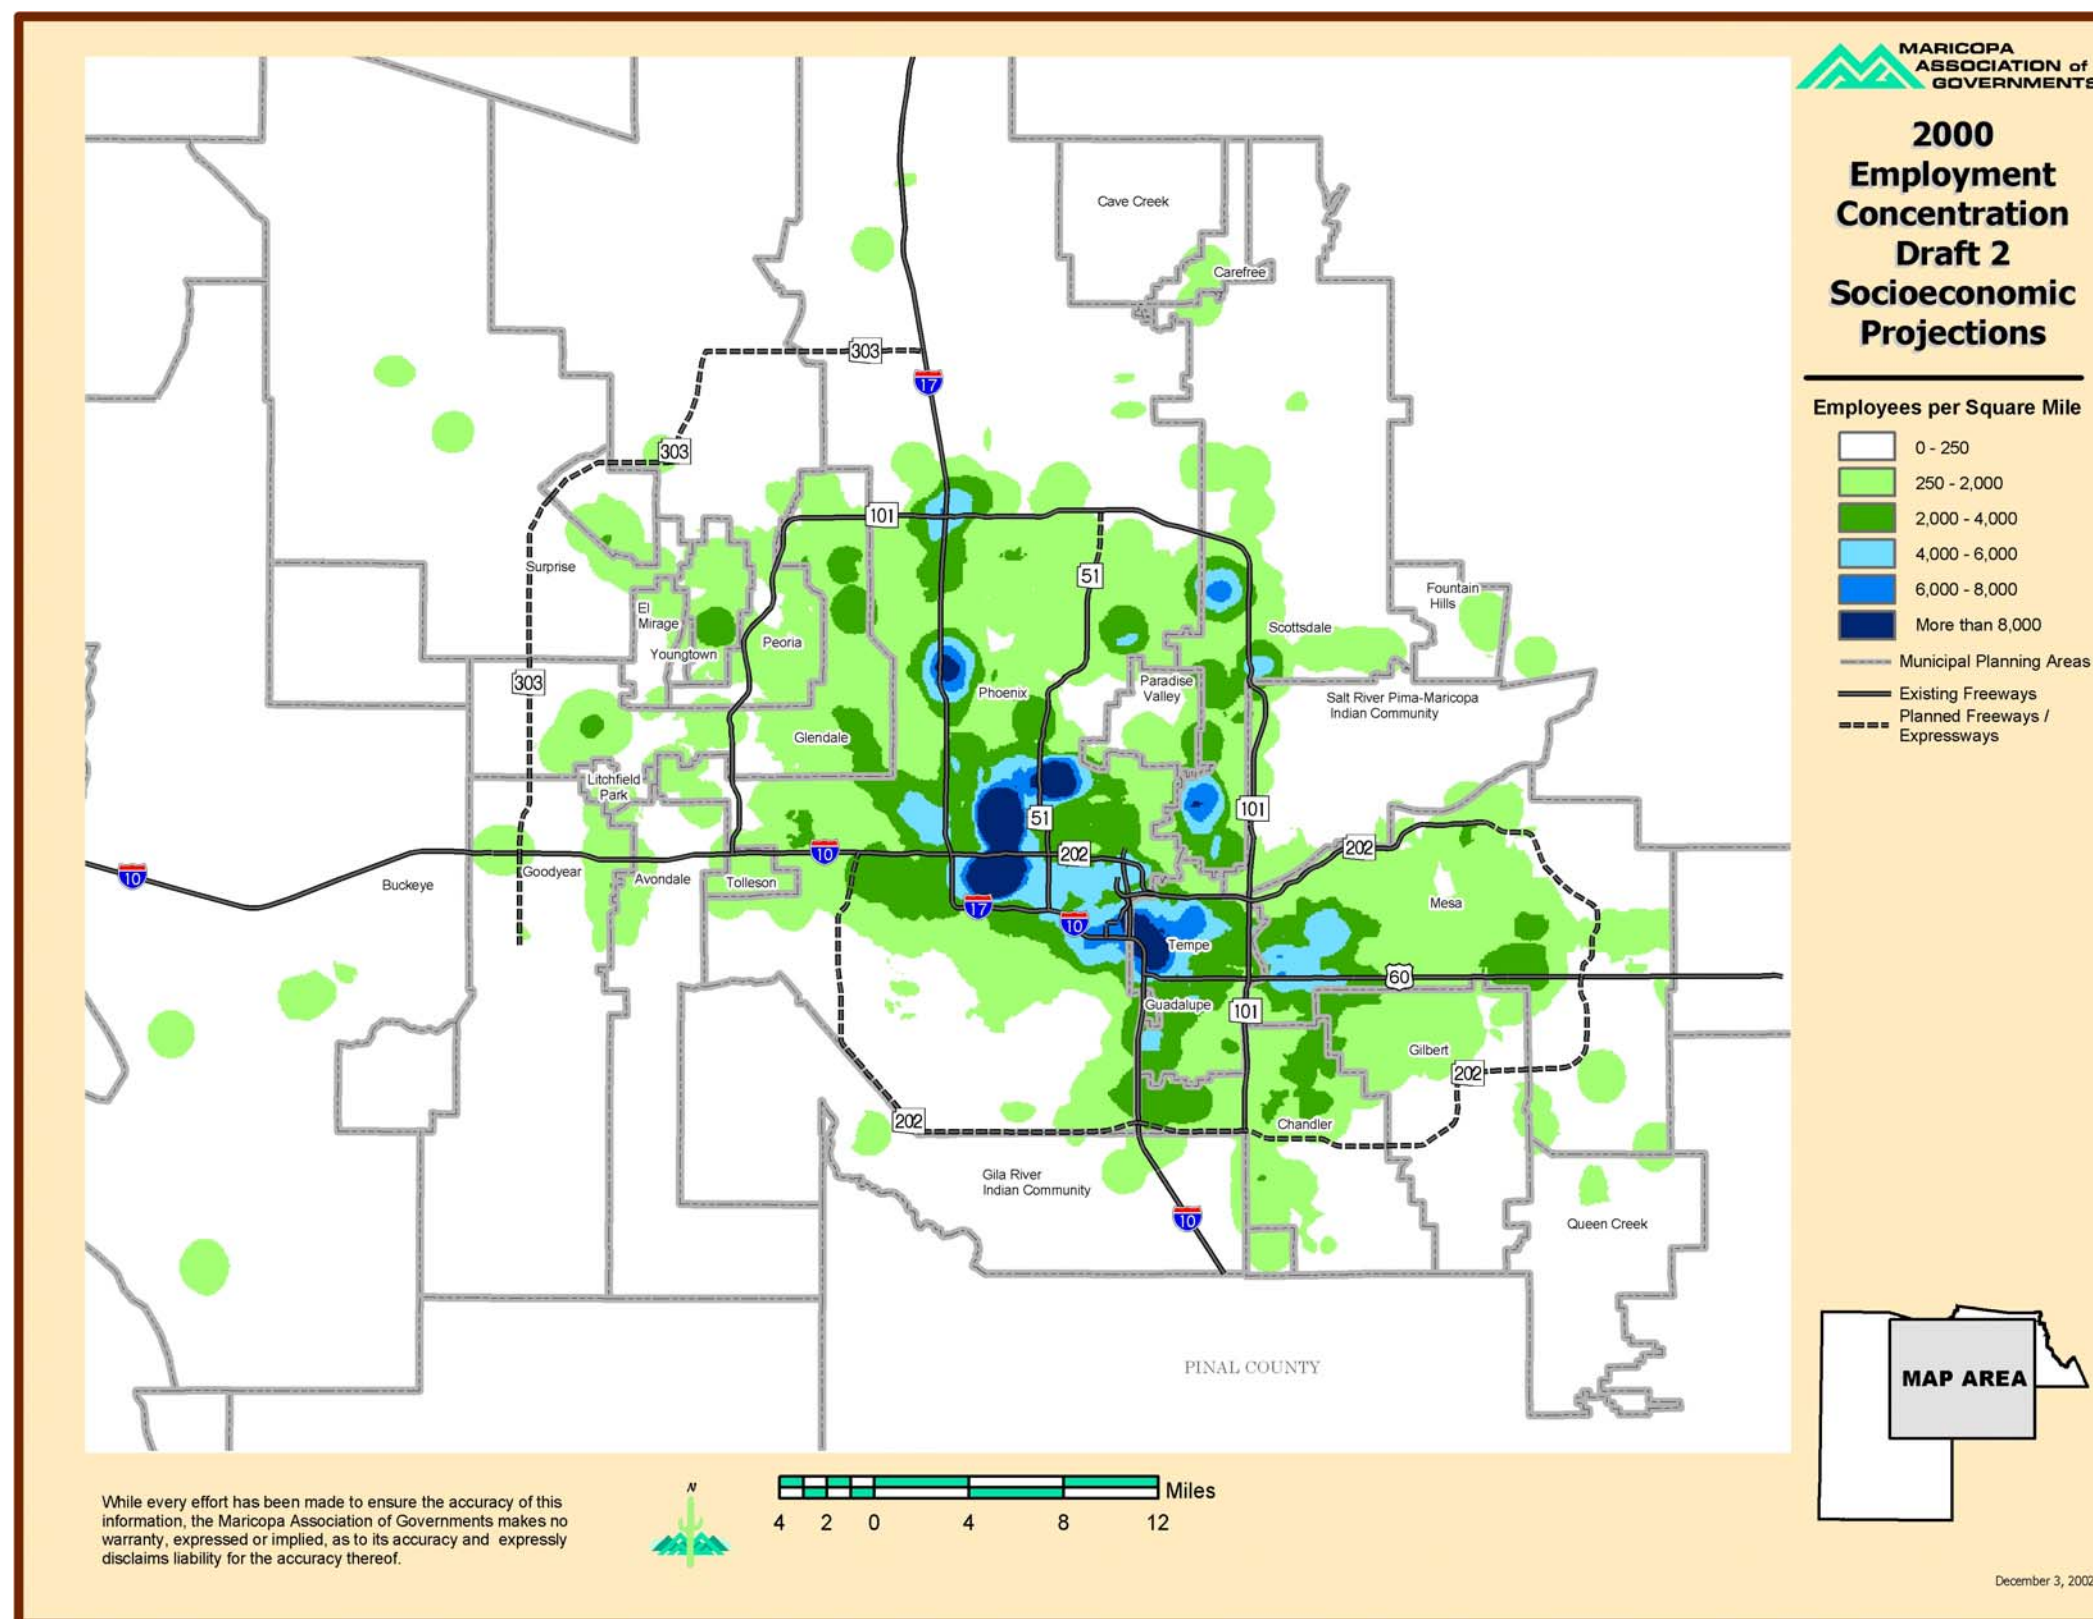 MARICOPA
ASSOCIATION of
GOVERNMENTS
2000
Employment
Concentration
Draft 2
Socioeconomic
Projections
Employees per Square Mile
0 - 250
250 - 2,000
2,000 - 4,000
4,000 - 6,000
6,000 - 8,000
More than 8,000
Municipal Planning Areas
Existing Freeways
Planned Freeways /
Expressways
Cave Creek
Carefree
303
17
303
101
51
Surprise
Fountain
Hills
El
Mirage
Scottsdale
Peoria
Youngtown
303
Paradise
Valley
Phoenix
Salt River Pima-Maricopa
Indian Community
Glendale
Litchfield
Park
51
101
10
202
202
10
Buckeye
Goodyear
Avondale
Tolleson
Mesa
17
10
Tempe
60
Guadalupe
101
Gilbert
202
202
Chandler
Gila River
Indian Community
10
Queen Creek
PINAL COUNTY
MAP AREA
While every effort has been made to ensure the accuracy of this
information, the Maricopa Association of Governments makes no
warranty, expressed or implied, as to its accuracy and expressly
disclaims liability for the accuracy thereof.
N
Miles
4 2 0 4 8 12
December 3, 2002